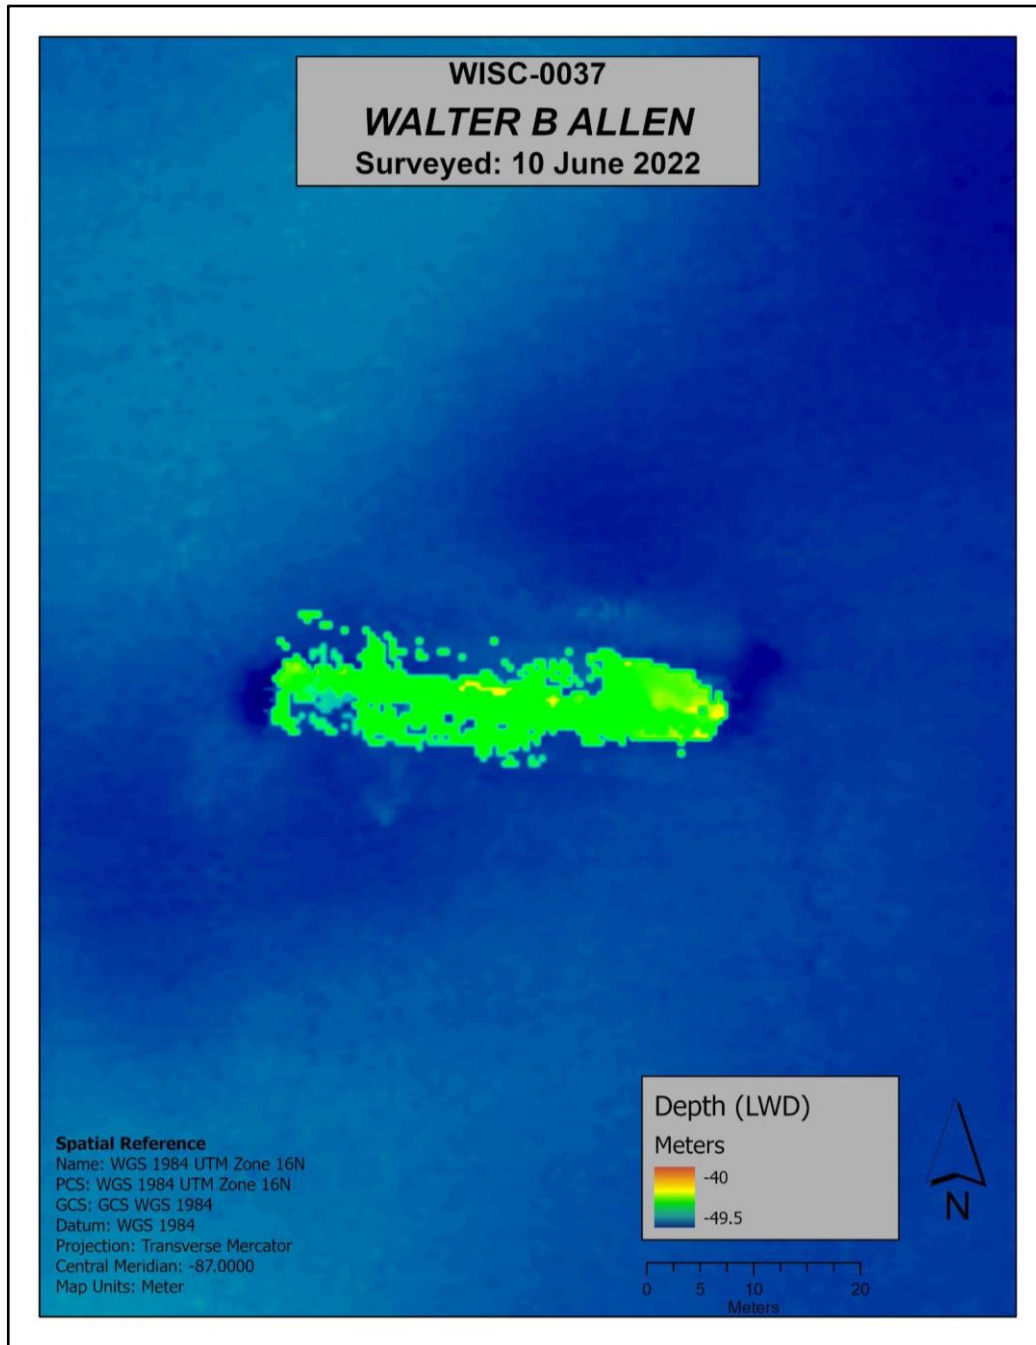 WISC-0037
WALTER B ALLEN
Surveyed: 10 June 2022
Depth (LWD)
Meters
-40
-49.5
Spatial Reference
Name: WGS 1984 UTM Zone 16N
PCS: WGS 1984 UTM Zone 16N
GCS: GCS WGS 1984
Datum: WGS 1984
Projection: Transverse Mercator
Central Meridian: -87.0000
Map Units: Meter
N
0 5 10 20
Meters